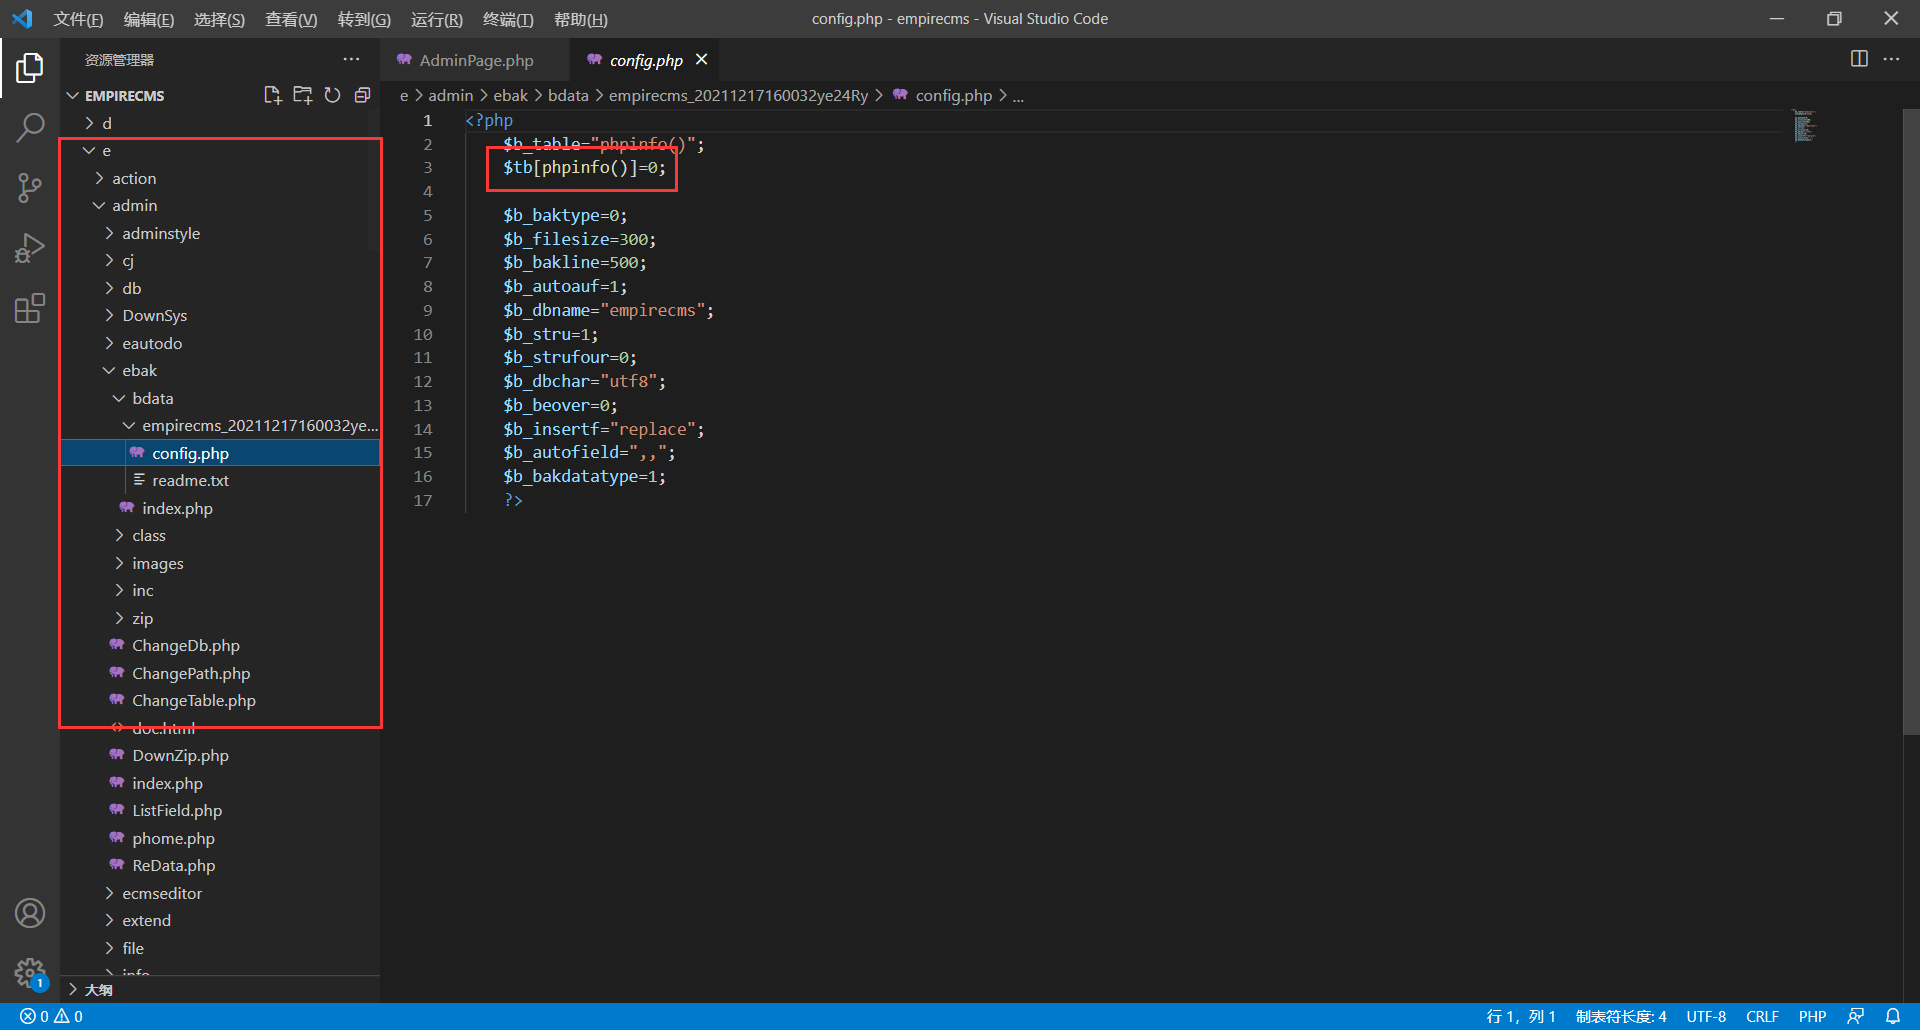 文件(F) 编辑(E) 选择(S) 查看(V) 转到(G) 运行(R) 终端(T) 帮助(H) config.php - empirecms - Visual Studio Code
资源管理器
EMPIRECMS
d
e
action
admin
adminstyle
cj
db
DownSys
eautodo
ebak
bdata
empirecms_20211217160032ye...
config.php
readme.txt
index.php
class
images
inc
zip
ChangeDb.php
ChangePath.php
ChangeTable.php
doc.html
DownZip.php
index.php
ListField.php
phome.php
ReData.php
ecmseditor
extend
file
info
大纲
AdminPage.php config.php
e > admin > ebak > bdata > empirecms_20211217160032ye24Ry > config.php > ...
1 <?php
2 $b_table="phpinfo()";
3 $tb[phpinfo()]=0;
4
5 $b_baktype=0;
6 $b_filesize=300;
7 $b_bakline=500;
8 $b_autoauf=1;
9 $b_dbname="empirecms";
10 $b_stru=1;
11 $b_strufour=0;
12 $b_dbchar="utf8";
13 $b_beover=0;
14 $b_insertf="replace";
15 $b_autofield=",,";
16 $b_bakdatatype=1;
17 ?>
1
0 0 行 1，列 1 制表符长度: 4 UTF-8 CRLF PHP